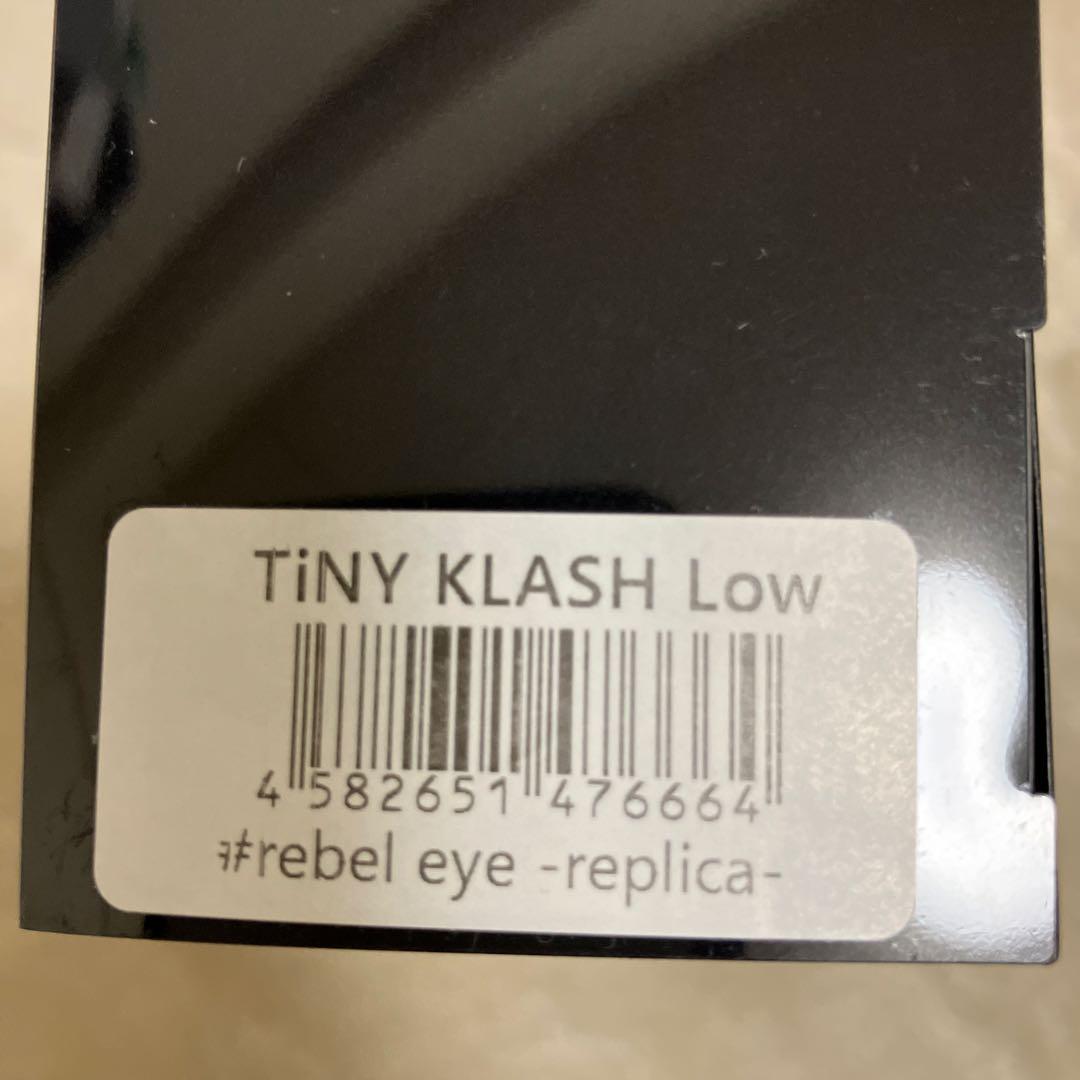 TiNY KLASH Low
4 582651 476664
#rebel eye -replica-